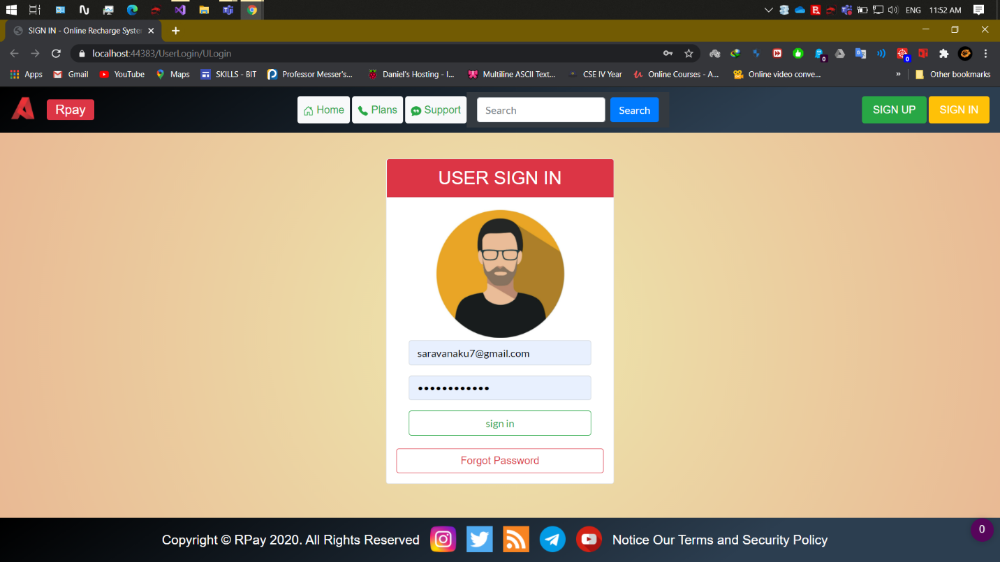 ENG 11:52 AM
SIGN IN - Online Recharge Syster
localhost:44383/UserLogin/ULogin
0
0
Apps Gmail YouTube Maps SKILLS - BIT Professor Messer's... Daniel's Hosting - I... Multiline ASCII Text... CSE IV Year Online Courses - A... Online video conve... » Other bookmarks
Rpay Home Plans Support Search Search SIGN UP SIGN IN
USER SIGN IN
saravanaku7@gmail.com
••••••••••••
sign in
Forgot Password
Copyright © RPay 2020. All Rights Reserved Notice Our Terms and Security Policy
0